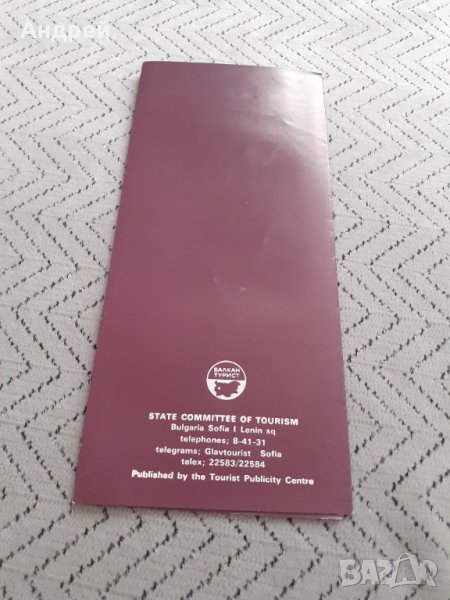 Андрей
БАЛКАН
ТУРИСТ
STATE COMMITTEE OF TOURISM
Bulgaria Sofia I Lenin sq
telephones; 8-41-31
telegrams; Glavtourist Sofia
telex; 22583/22584
Published by the Tourist Publicity Centre
BAZAR